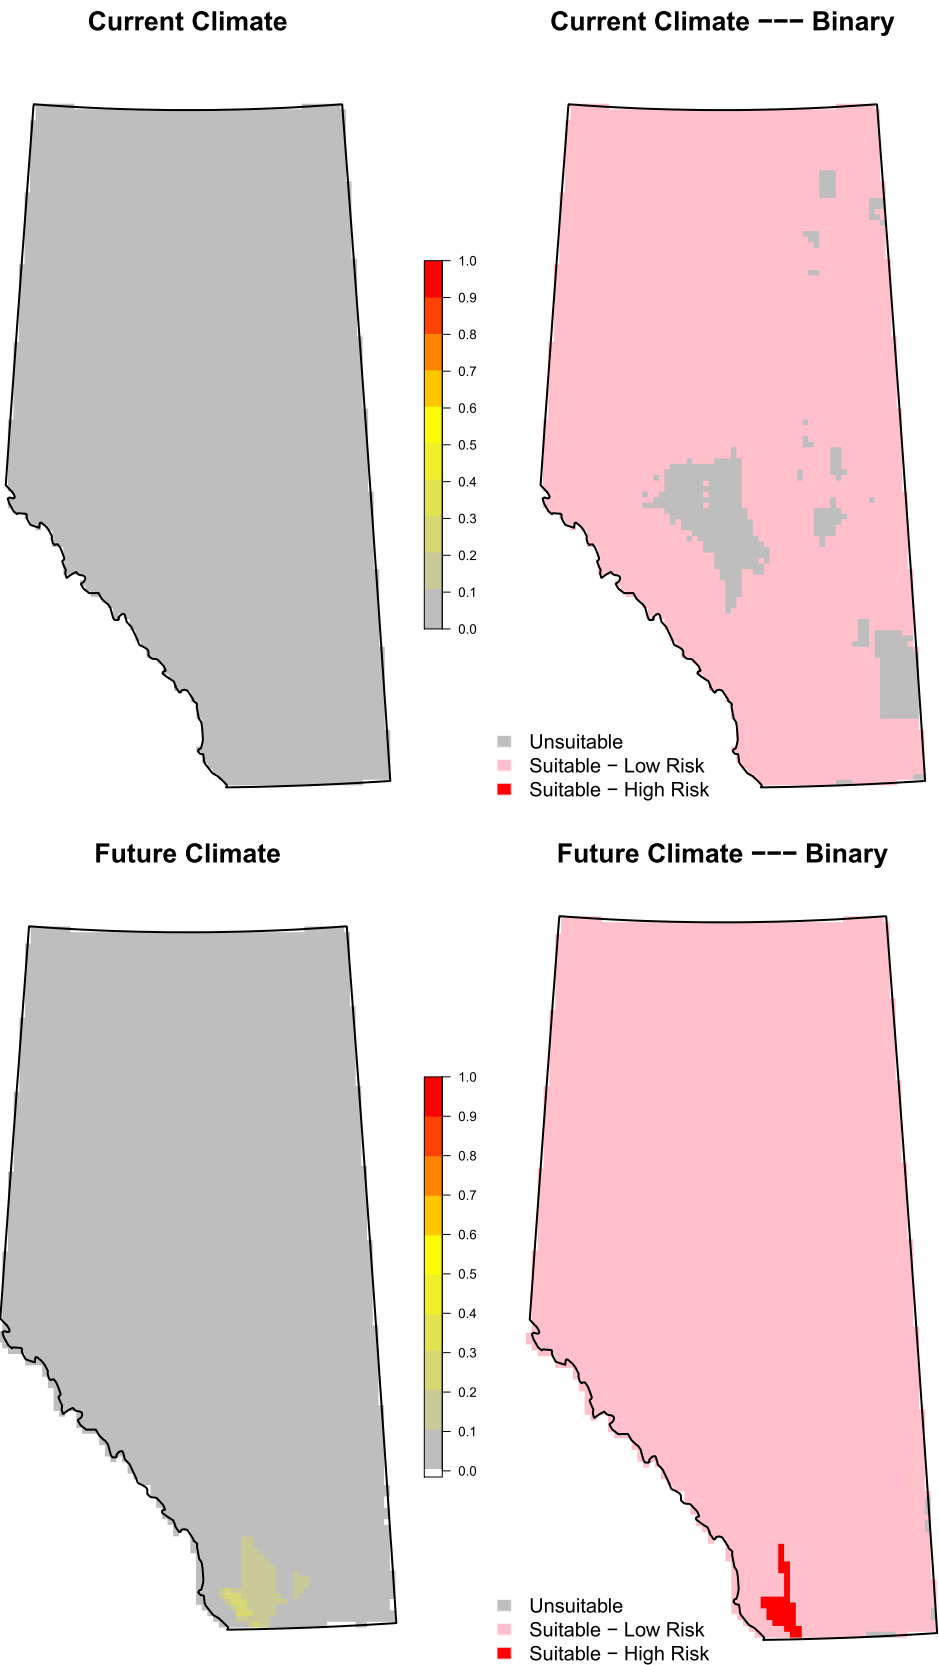 Current Climate
Current Climate −−− Binary
1.0
0.9
0.8
0.7
0.6
0.5
0.4
0.3
0.2
0.1
0.0
Unsuitable
Suitable − Low Risk
Suitable − High Risk
Future Climate
Future Climate −−− Binary
1.0
0.9
0.8
0.7
0.6
0.5
0.4
0.3
0.2
0.1
0.0
Unsuitable
Suitable − Low Risk
Suitable − High Risk